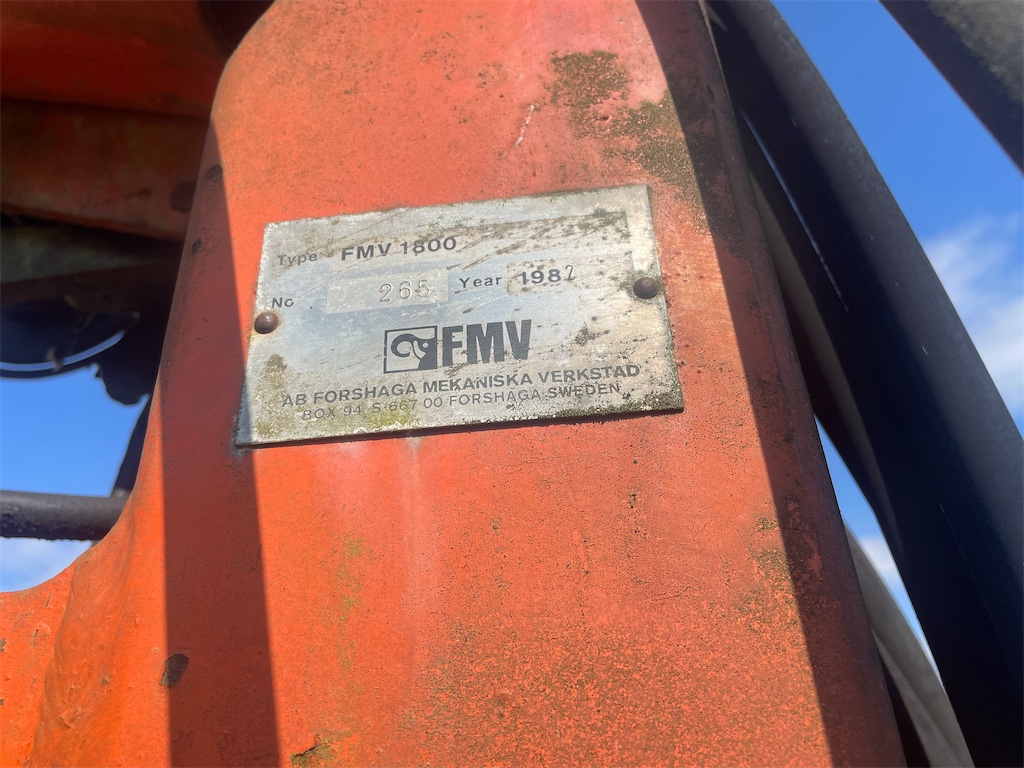 Type FMV 1800
No. 265 Year 1982
FMV
AB FORSHAGA MEKANISKA VERKSTAD
BOX 94, S-667 00 FORSHAGA SWEDEN